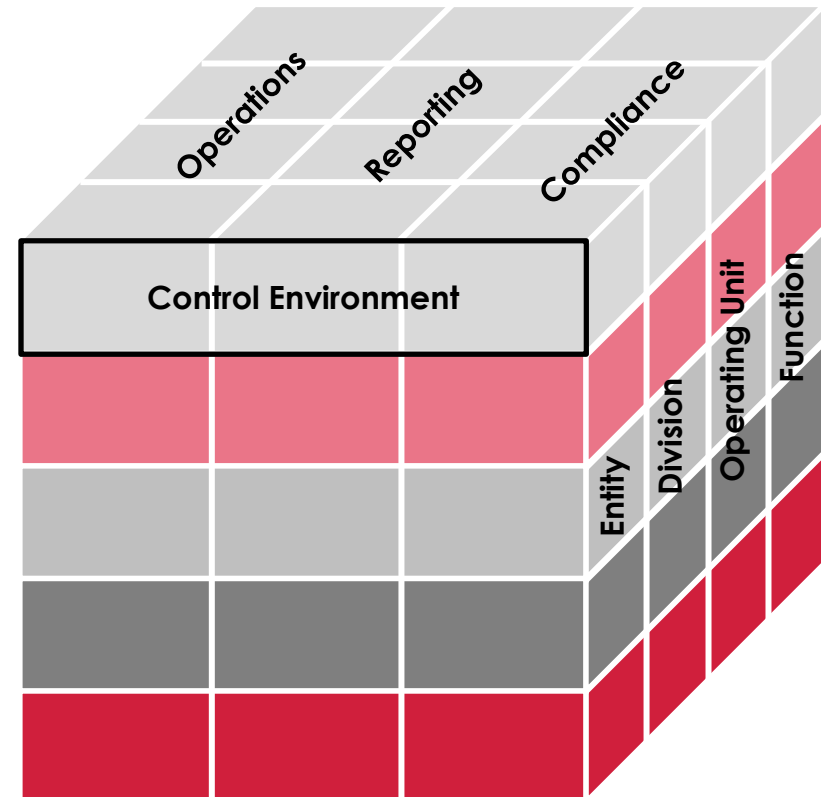 Operations
Reporting
Compliance
Control Environment
Entity
Division
Operating Unit
Function